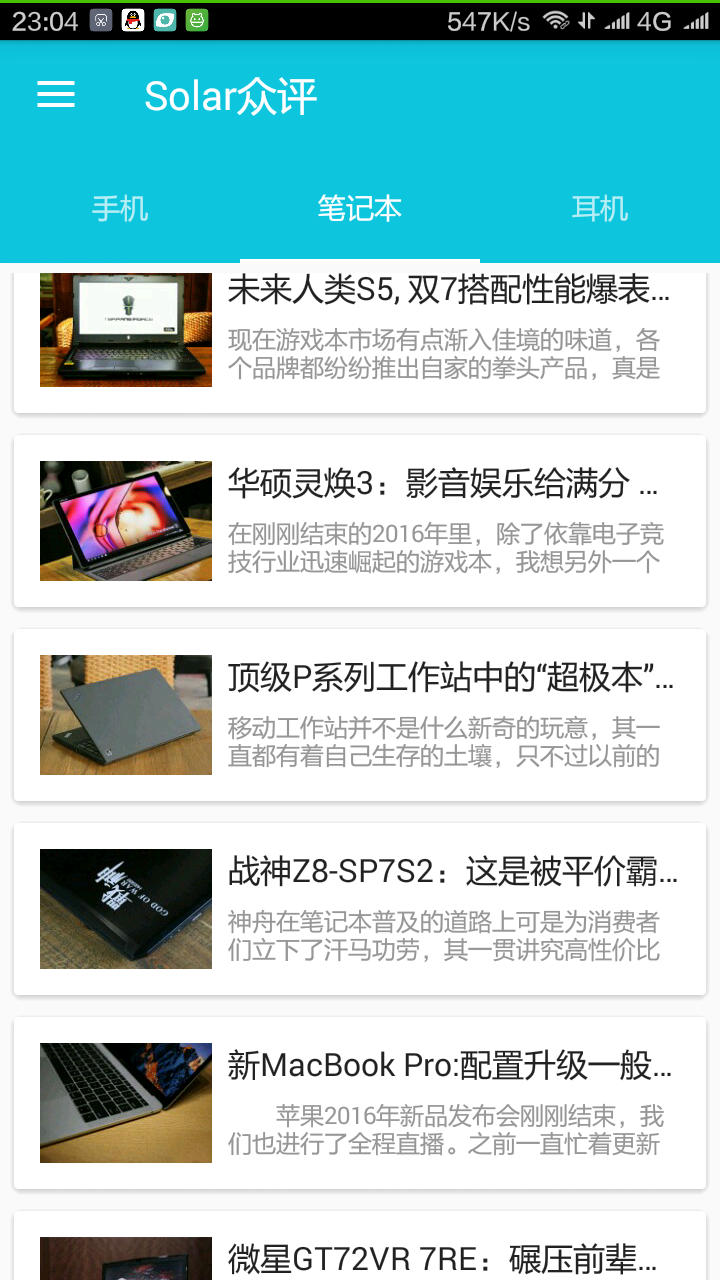 23:04
547K/s
4G
Solar众评
手机
笔记本
耳机
未来人类S5, 双7搭配性能爆表...
现在游戏本市场有点渐入佳境的味道，各
个品牌都纷纷推出自家的拳头产品，真是
华硕灵焕3：影音娱乐给满分 ...
在刚刚结束的2016年里，除了依靠电子竞
技行业迅速崛起的游戏本，我想另外一个
顶级P系列工作站中的“超极本”...
移动工作站并不是什么新奇的玩意，其一
直都有着自己生存的土壤，只不过以前的
战神
GOD OF WAR
战神Z8-SP7S2：这是被平价霸...
神舟在笔记本普及的道路上可是为消费者
们立下了汗马功劳，其一贯讲究高性价比
新MacBook Pro:配置升级一般...
苹果2016年新品发布会刚刚结束，我
们也进行了全程直播。之前一直忙着更新
微星GT72VR 7RE：碾压前辈...